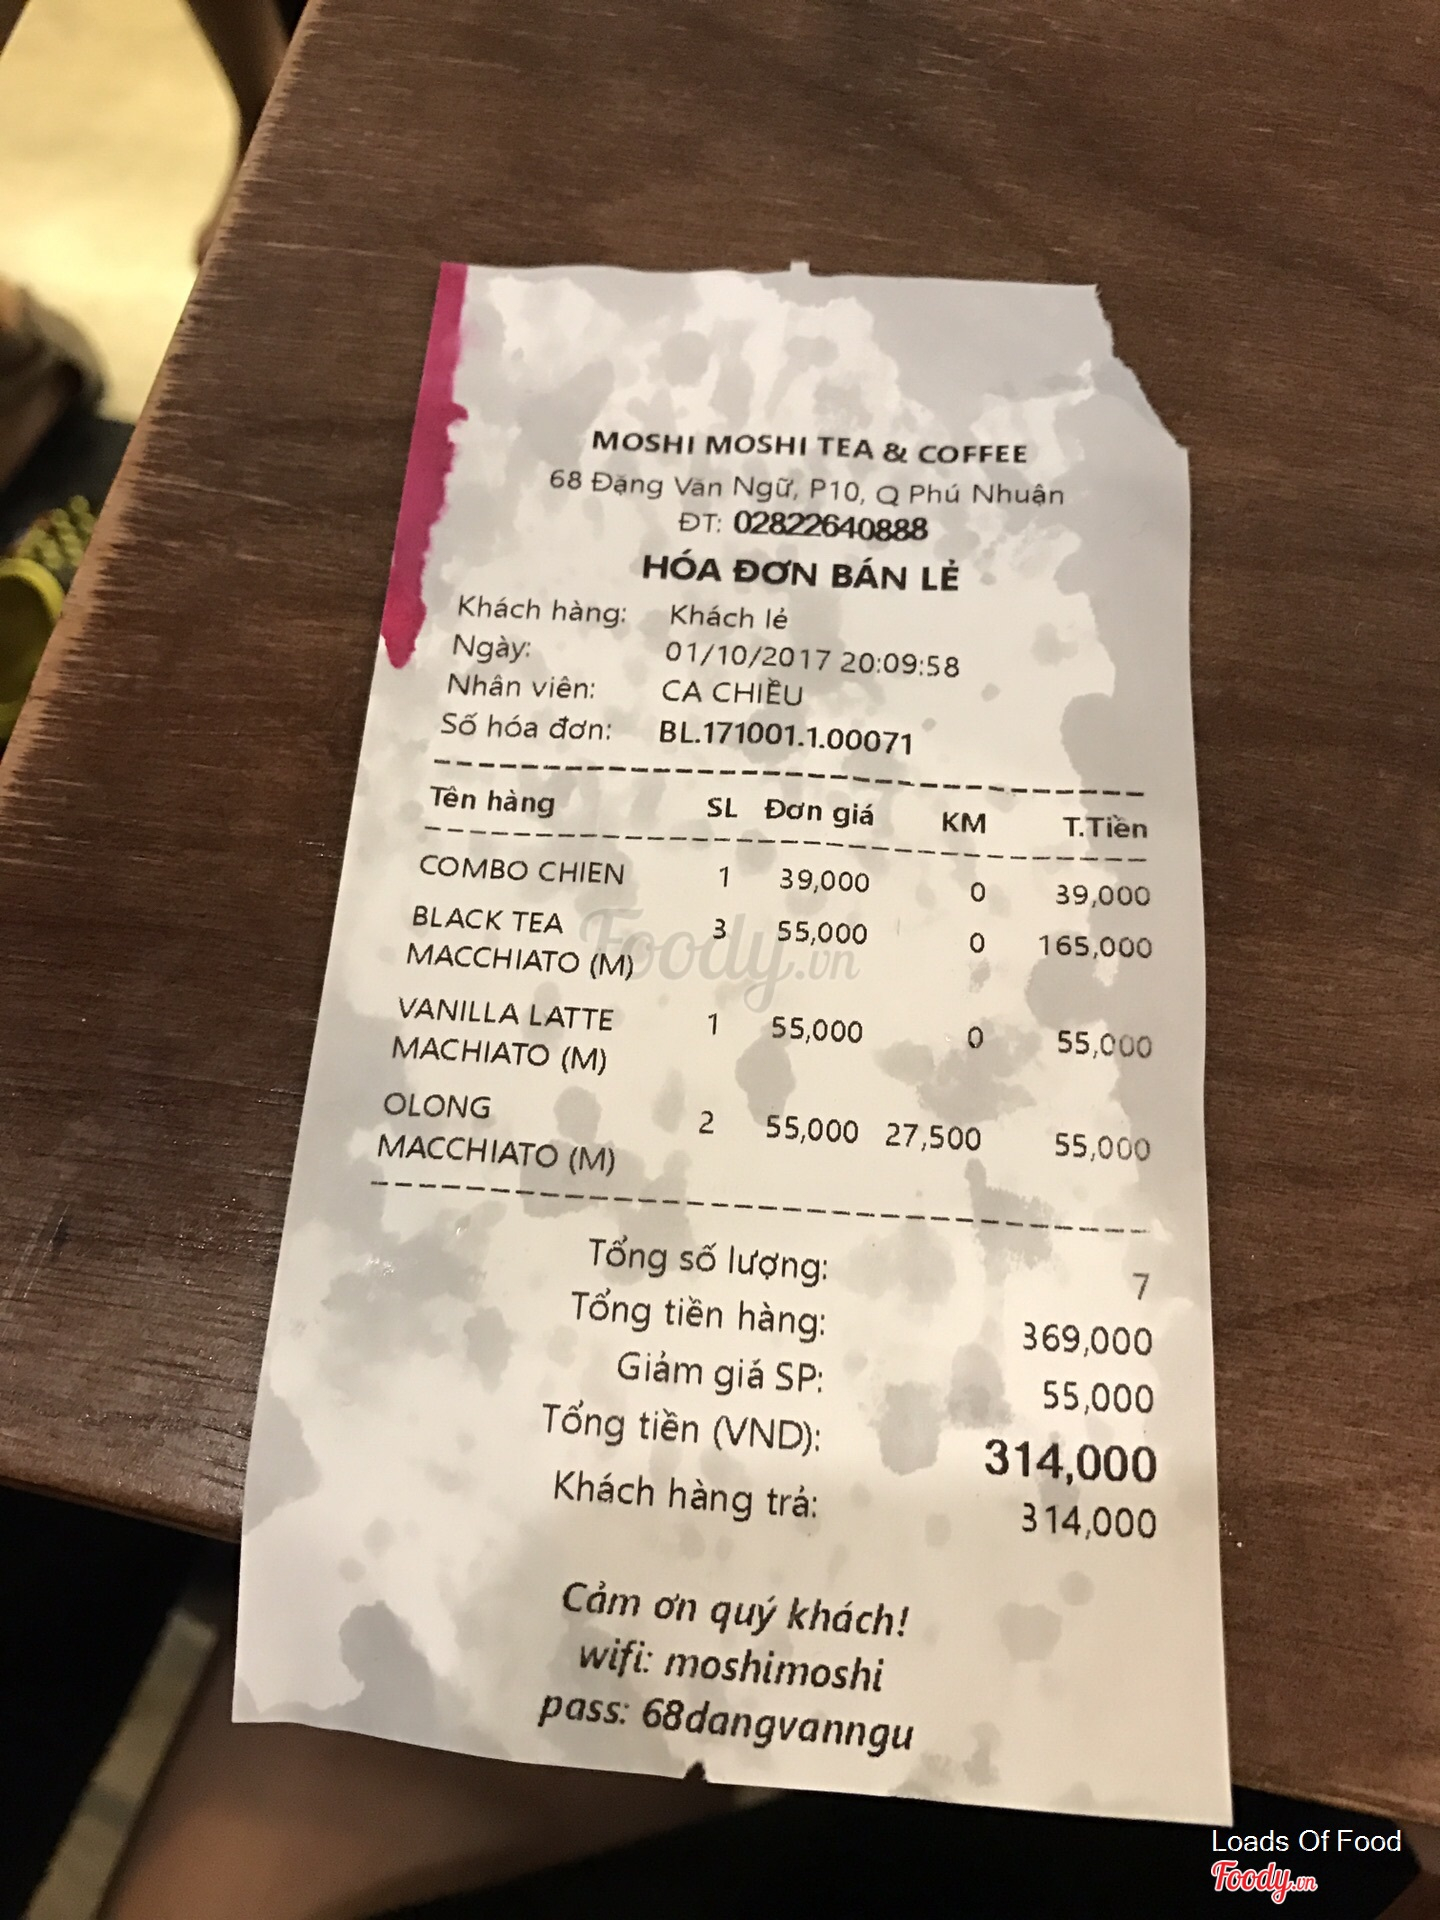 MOSHI MOSHI TEA & COFFEE
68 Đặng Văn Ngữ, P10, Q Phú Nhuận
ĐT: 02822640888
HÓA ĐƠN BÁN LẺ
Khách hàng: Khách lẻ
Ngày: 01/10/2017 20:09:58
Nhân viên: CA CHIỀU
Số hóa đơn: BL.171001.1.00071
Tên hàng SL Đơn giá KM T.Tiền
COMBO CHIEN 1 39,000 0 39,000
BLACK TEA 3 55,000 0 165,000
MACCHIATO (M)
VANILLA LATTE 1 55,000 0 55,000
MACHIATO (M)
OLONG 2 55,000 27,500 55,000
MACCHIATO (M)
Tổng số lượng: 7
Tổng tiền hàng: 369,000
Giảm giá SP: 55,000
Tổng tiền (VND): 314,000
Khách hàng trả: 314,000
Cảm ơn quý khách!
wifi: moshimoshi
pass: 68dangvanngu
Foody.vn
Loads Of Food
Foody.vn